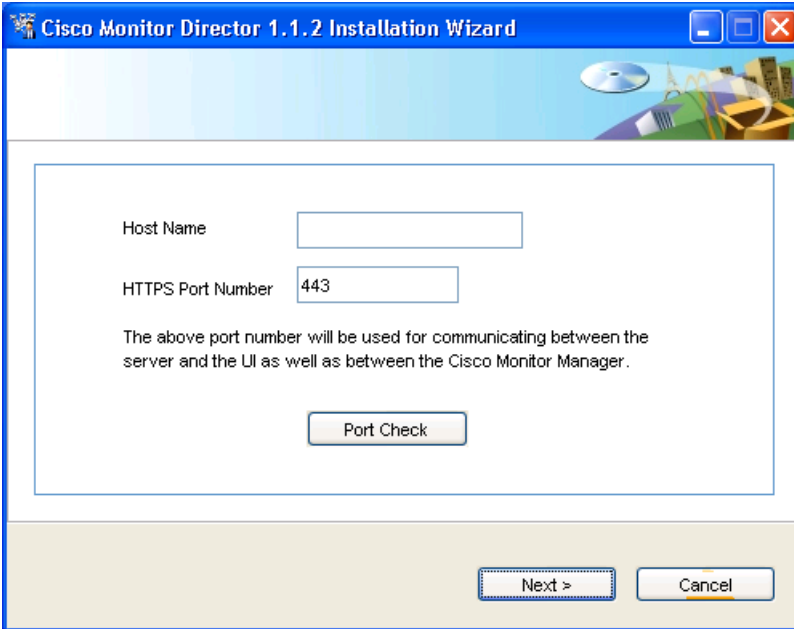 Cisco Monitor Director 1.1.2 Installation Wizard
Host Name
HTTPS Port Number 443
The above port number will be used for communicating between the
server and the UI as well as between the Cisco Monitor Manager.
Port Check
Next > Cancel